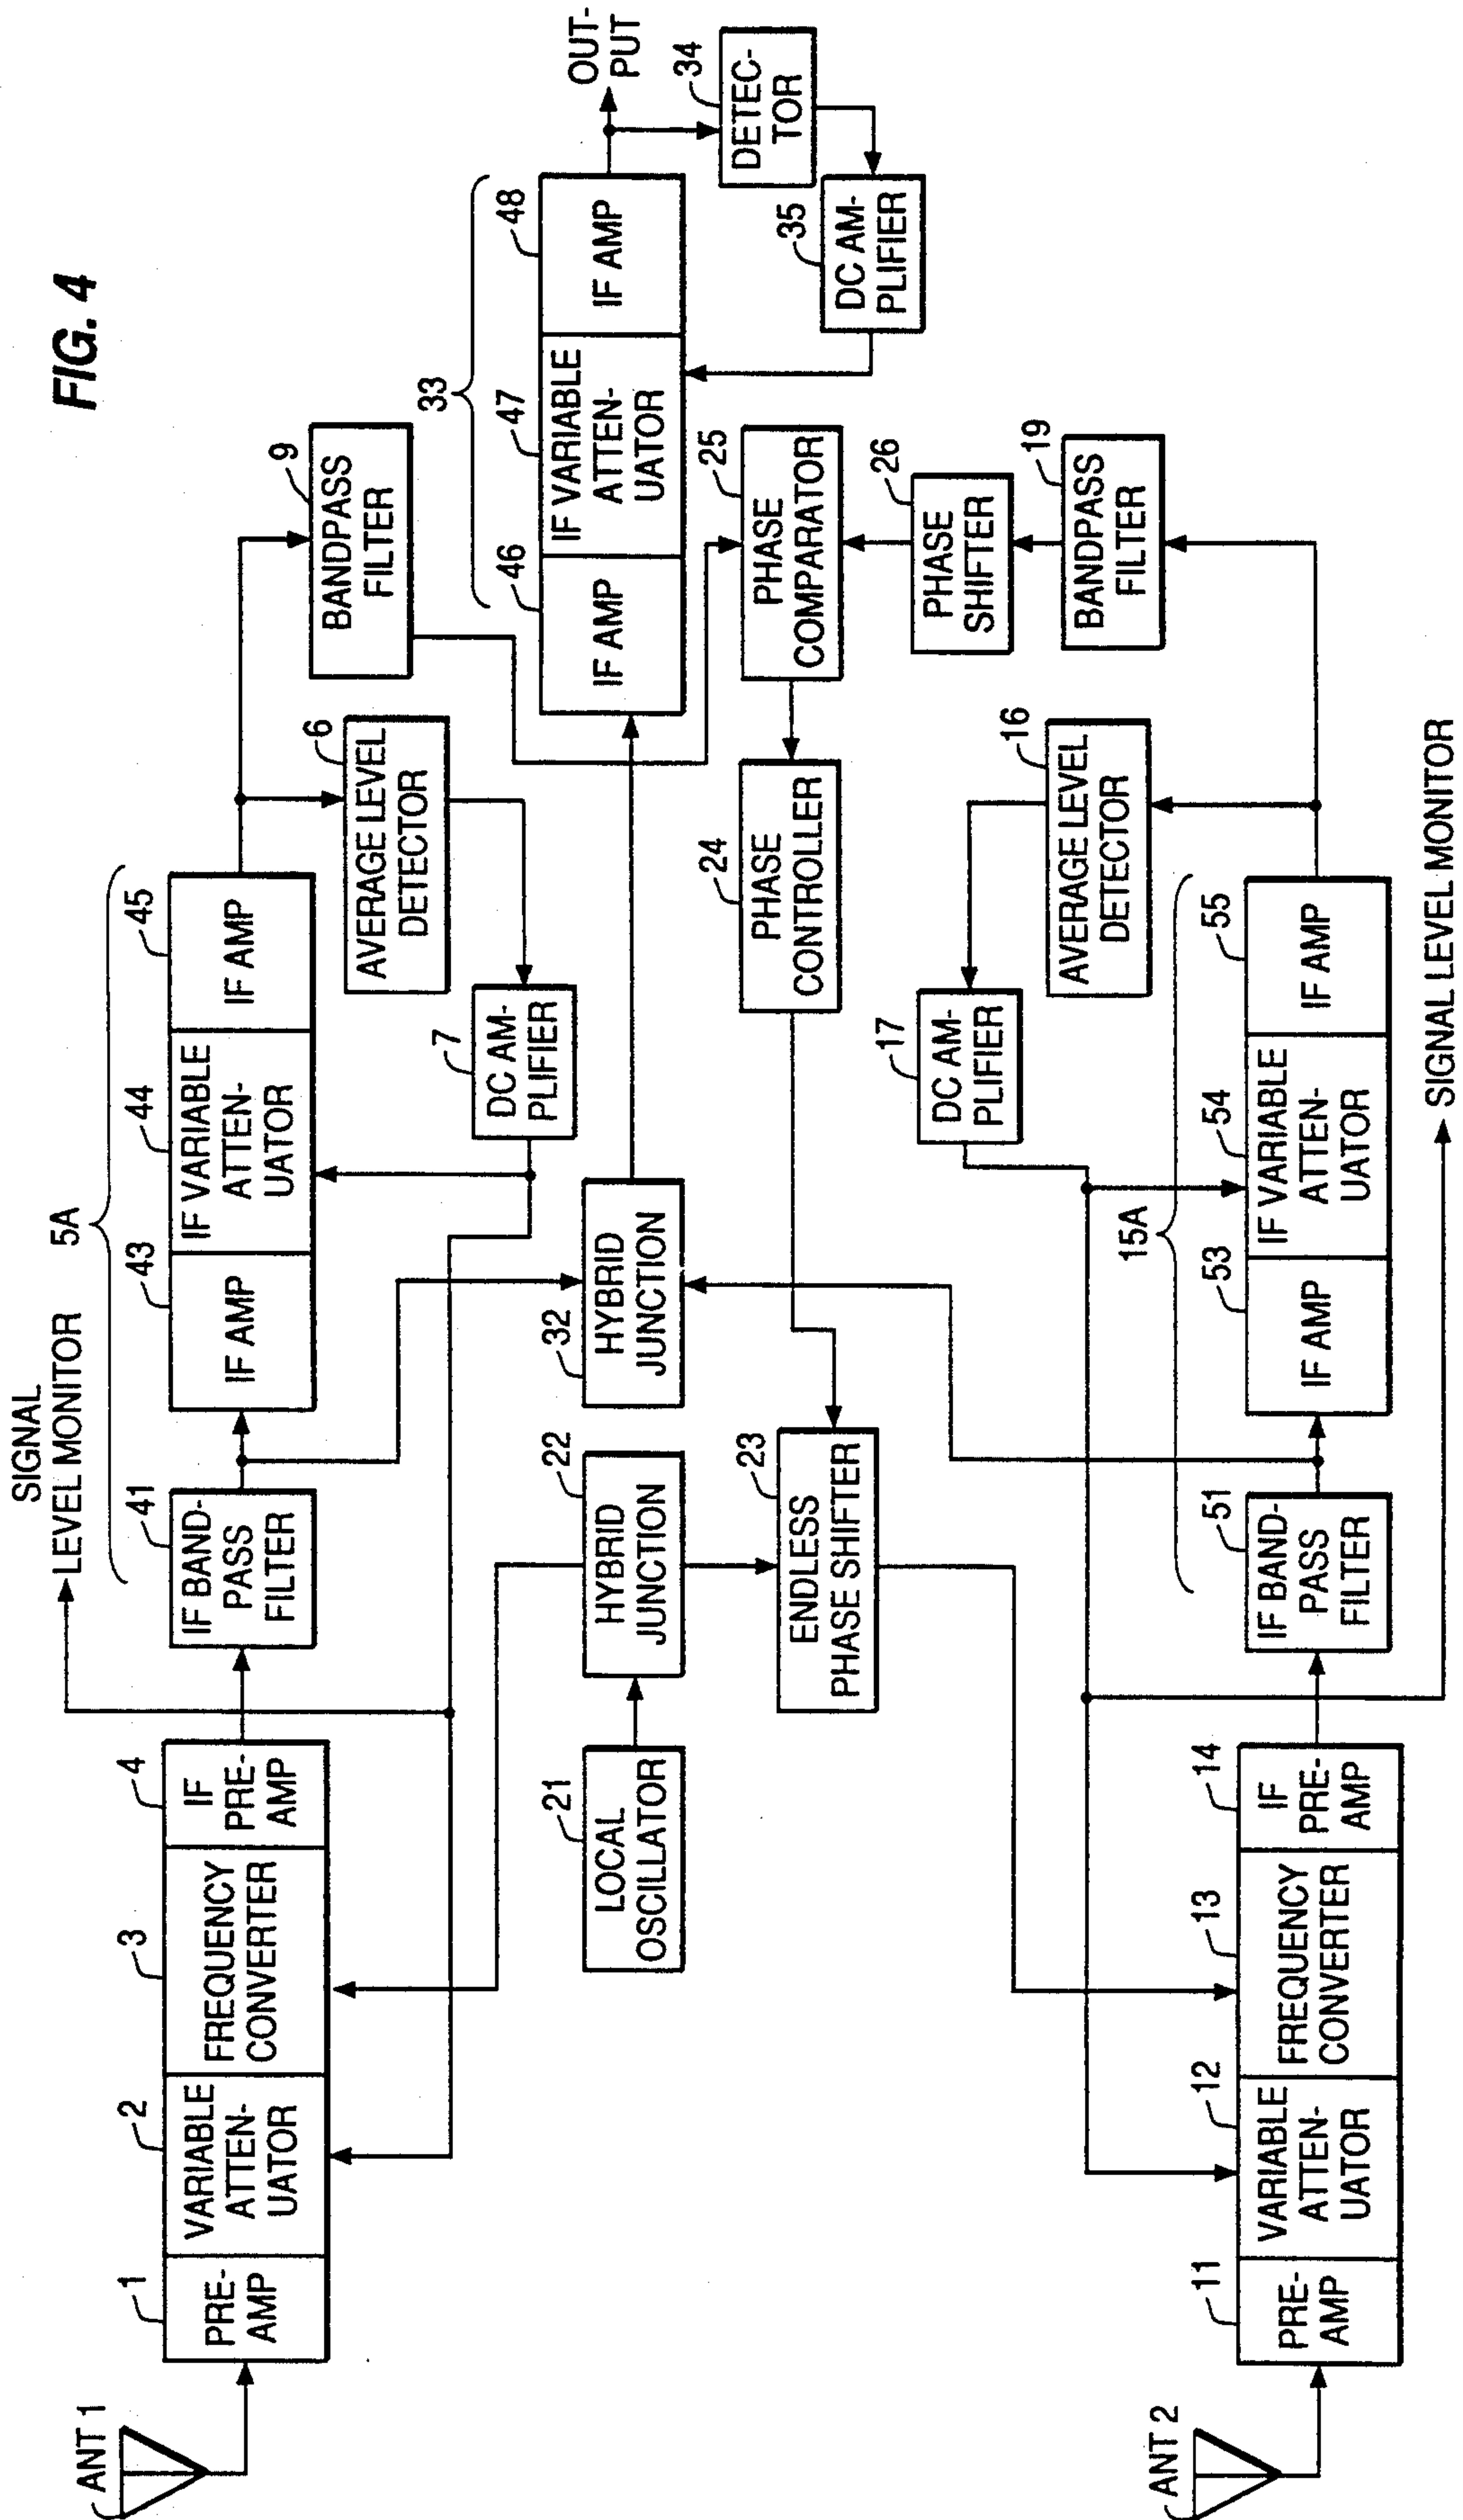 FIG. 4
ANT 1
1
PRE-
AMP
2
VARIABLE
ATTEN-
UATOR
3
FREQUENCY
CONVERTER
4
IF
PRE-
AMP
SIGNAL
LEVEL MONITOR
5A
41
IF BAND-
PASS
FILTER
43
IF AMP
44
IF VARIABLE
ATTEN-
UATOR
45
IF AMP
6
AVERAGE LEVEL
DETECTOR
7
DC AM-
PLIFIER
9
BANDPASS
FILTER
21
LOCAL
OSCILLATOR
22
HYBRID
JUNCTION
32
HYBRID
JUNCTION
33
46
IF AMP
47
IF VARIABLE
ATTEN-
UATOR
48
IF AMP
OUT-
PUT
34
DETEC-
TOR
35
DC AM-
PLIFIER
23
ENDLESS
PHASE SHIFTER
24
PHASE
CONTROLLER
25
PHASE
COMPARATOR
26
PHASE
SHIFTER
19
BANDPASS
FILTER
17
DC AM-
PLIFIER
16
AVERAGE LEVEL
DETECTOR
ANT 2
11
PRE-
AMP
12
VARIABLE
ATTEN-
UATOR
13
FREQUENCY
CONVERTER
14
IF
PRE-
AMP
15A
51
IF BAND-
PASS
FILTER
53
IF AMP
54
IF VARIABLE
ATTEN-
UATOR
55
IF AMP
SIGNAL LEVEL MONITOR